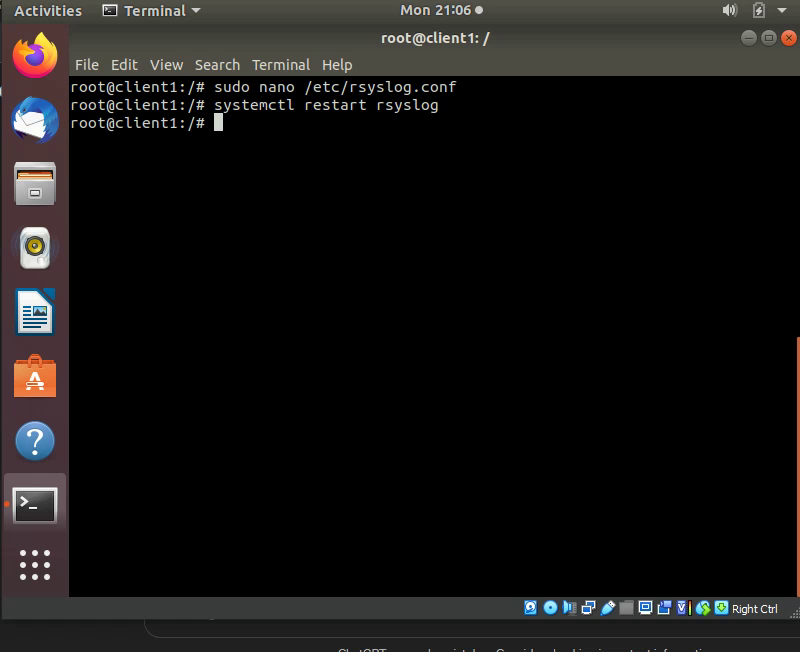 Activities Terminal Mon 21:06
root@client1: /
File Edit View Search Terminal Help
root@client1:/# sudo nano /etc/rsyslog.conf
root@client1:/# systemctl restart rsyslog
root@client1:/#
Right Ctrl